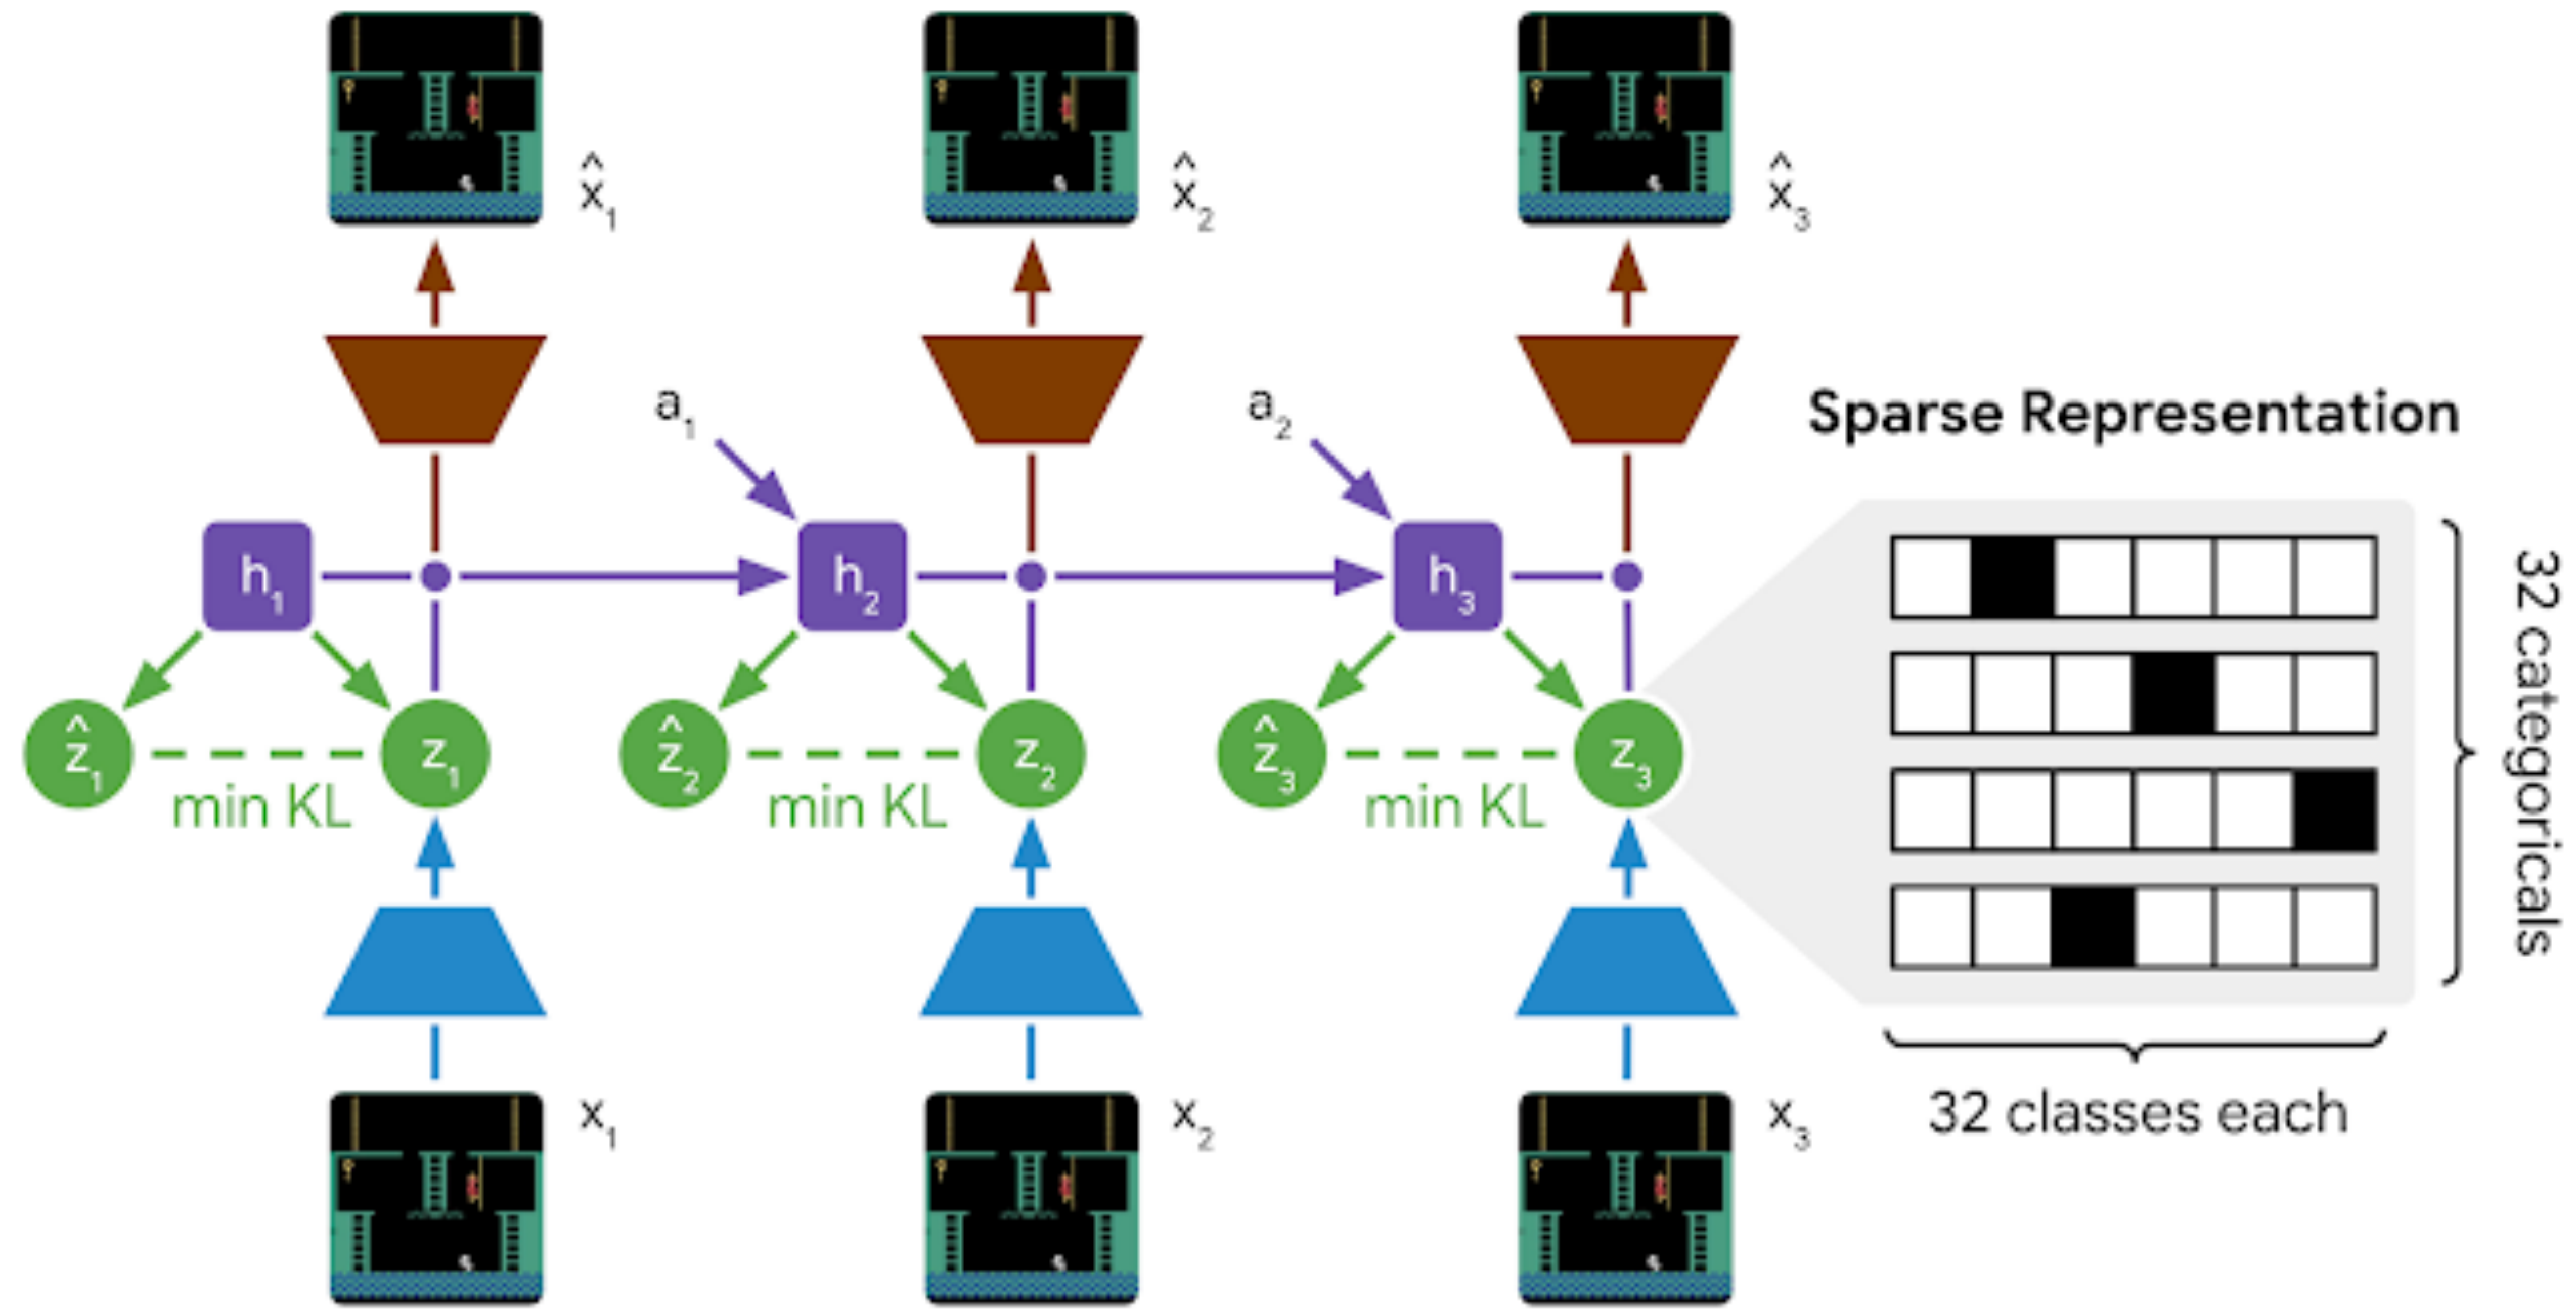 x̂₁
x̂₂
x̂₃
a₁
a₂
Sparse Representation
h₁
h₂
h₃
ẑ₁
z₁
ẑ₂
z₂
ẑ₃
z₃
min KL
min KL
min KL
32 categoricals
32 classes each
x₁
x₂
x₃